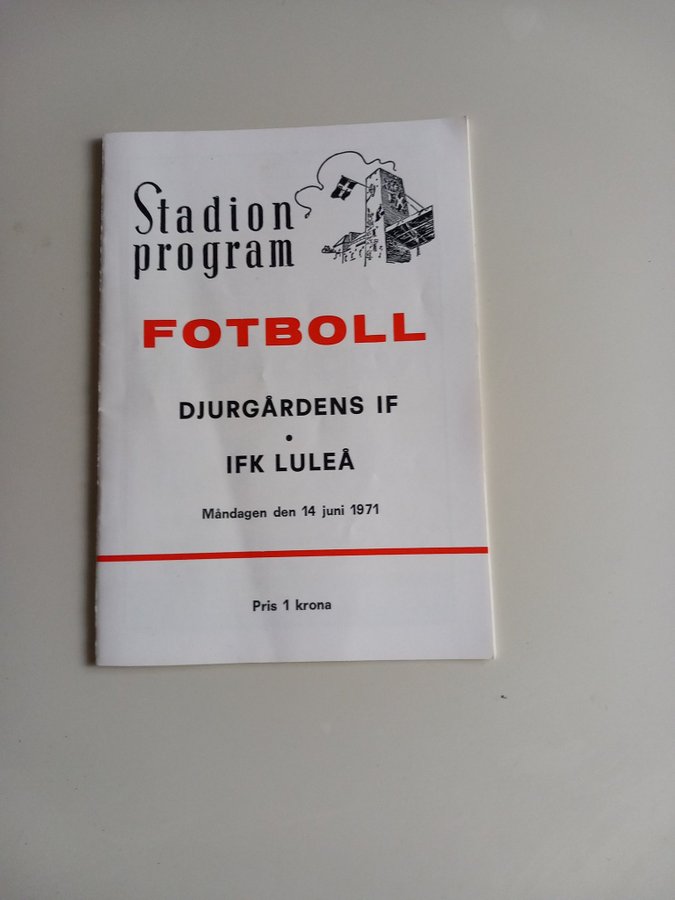 Stadion
program
FOTBOLL
DJURGÅRDENS IF
•
IFK LULEÅ
Måndagen den 14 juni 1971
Pris 1 krona